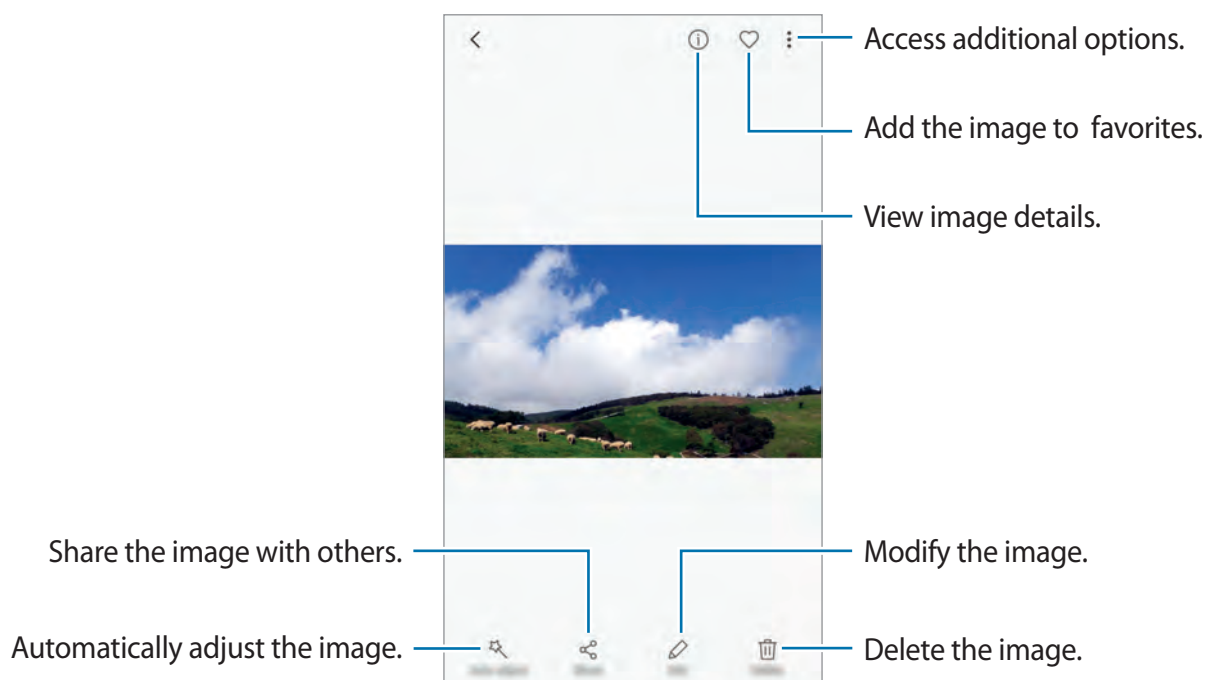 Access additional options.
Add the image to favorites.
View image details.
Share the image with others.
Modify the image.
Automatically adjust the image.
Delete the image.